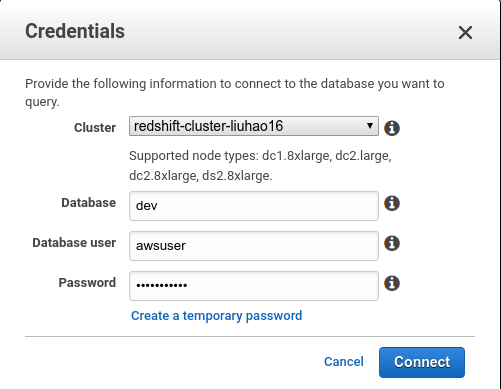 Credentials
Provide the following information to connect to the database you want to
query.
Cluster redshift-cluster-liuhao16
Supported node types: dc1.8xlarge, dc2.large,
dc2.8xlarge, ds2.8xlarge.
Database dev
Database user awsuser
Password •••••••••••
Create a temporary password
Cancel Connect